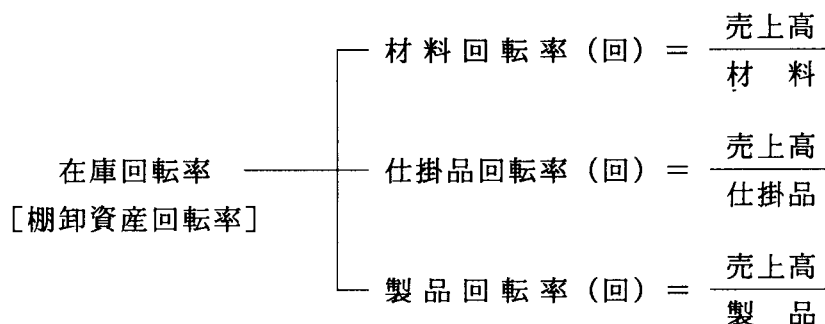 材料回転率(回) = 売上高
材 料
在庫回転率
[棚卸資産回転率]
仕掛品回転率(回) = 売上高
仕掛品
製品回転率(回) = 売上高
製 品